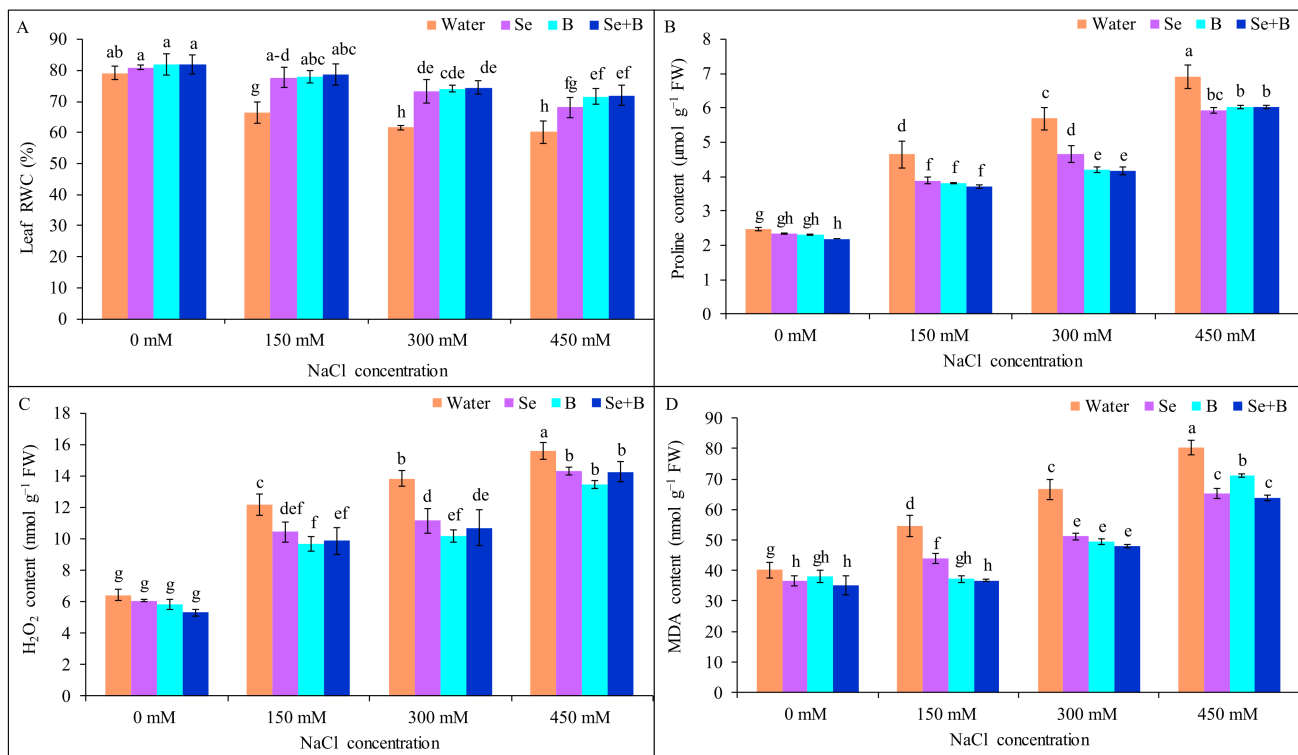 A
Water Se B Se+B
Leaf RWC (%)
90
80
70
60
50
40
30
20
10
0
ab a a a
g a-d abc abc
h de cde de
h fg ef ef
0 mM 150 mM 300 mM 450 mM
NaCl concentration
B
Water Se B Se+B
Proline content (µmol g⁻¹ FW)
8
7
6
5
4
3
2
1
0
g gh gh h
d f f f
c d e e
a bc b b
0 mM 150 mM 300 mM 450 mM
NaCl concentration
C
Water Se B Se+B
H₂O₂ content (nmol g⁻¹ FW)
18
16
14
12
10
8
6
4
2
0
g g g g
c def f ef
c d ef de
a b b b
0 mM 150 mM 300 mM 450 mM
NaCl concentration
D
Water Se B Se+B
MDA content (nmol g⁻¹ FW)
90
80
70
60
50
40
30
20
10
0
g h gh h
d f gh h
c e e e
a c b c
0 mM 150 mM 300 mM 450 mM
NaCl concentration